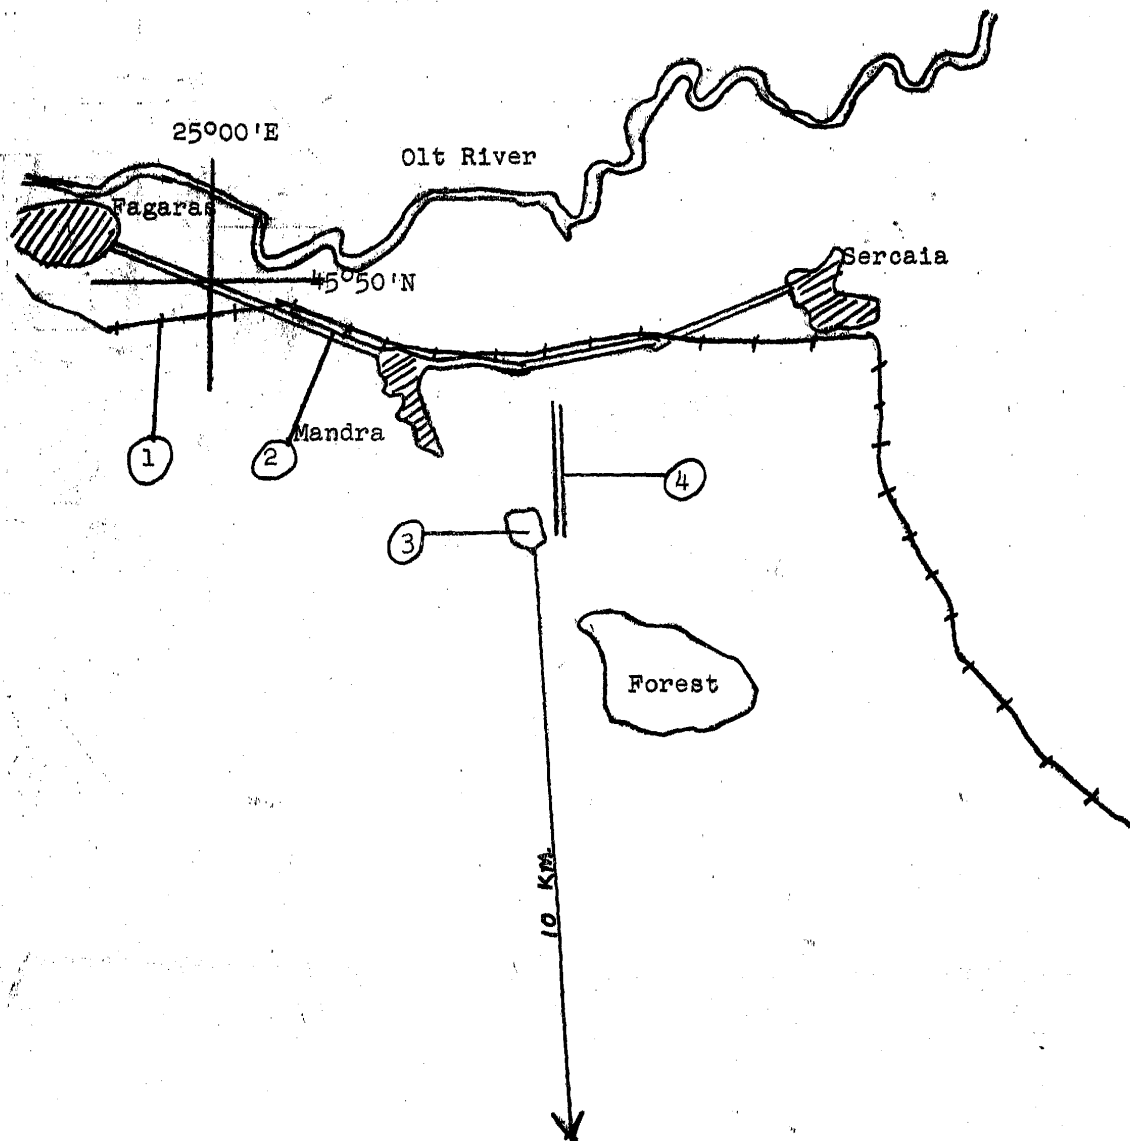 25°00'E
Olt River
Fagaras
Sercaia
45°50'N
Mandra
1
2
4
3
Forest
10 KM.